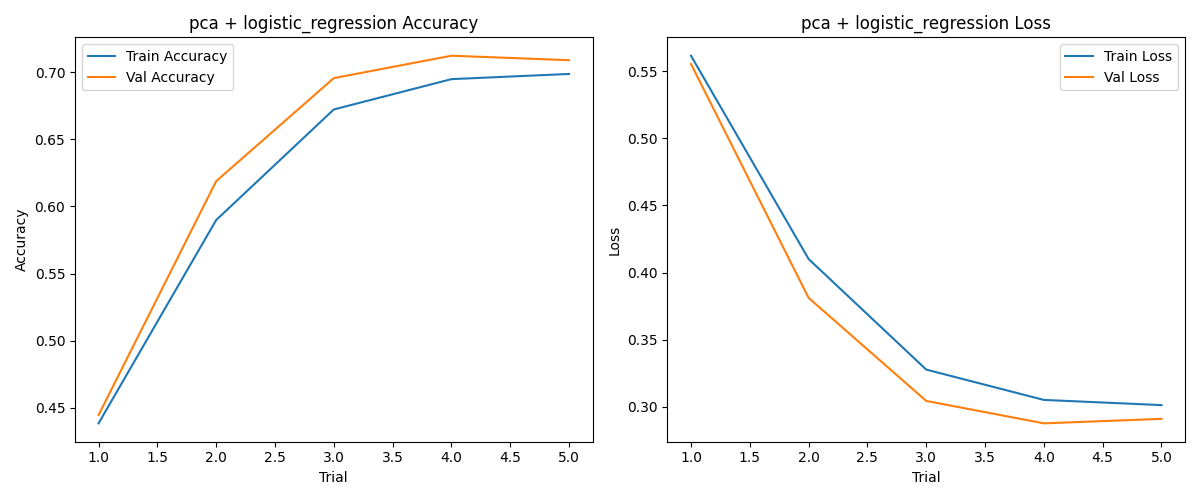 pca + logistic_regression Accuracy
Train Accuracy
Val Accuracy
Accuracy
0.70
0.65
0.60
0.55
0.50
0.45
1.0 1.5 2.0 2.5 3.0 3.5 4.0 4.5 5.0
Trial
pca + logistic_regression Loss
Train Loss
Val Loss
Loss
0.55
0.50
0.45
0.40
0.35
0.30
1.0 1.5 2.0 2.5 3.0 3.5 4.0 4.5 5.0
Trial